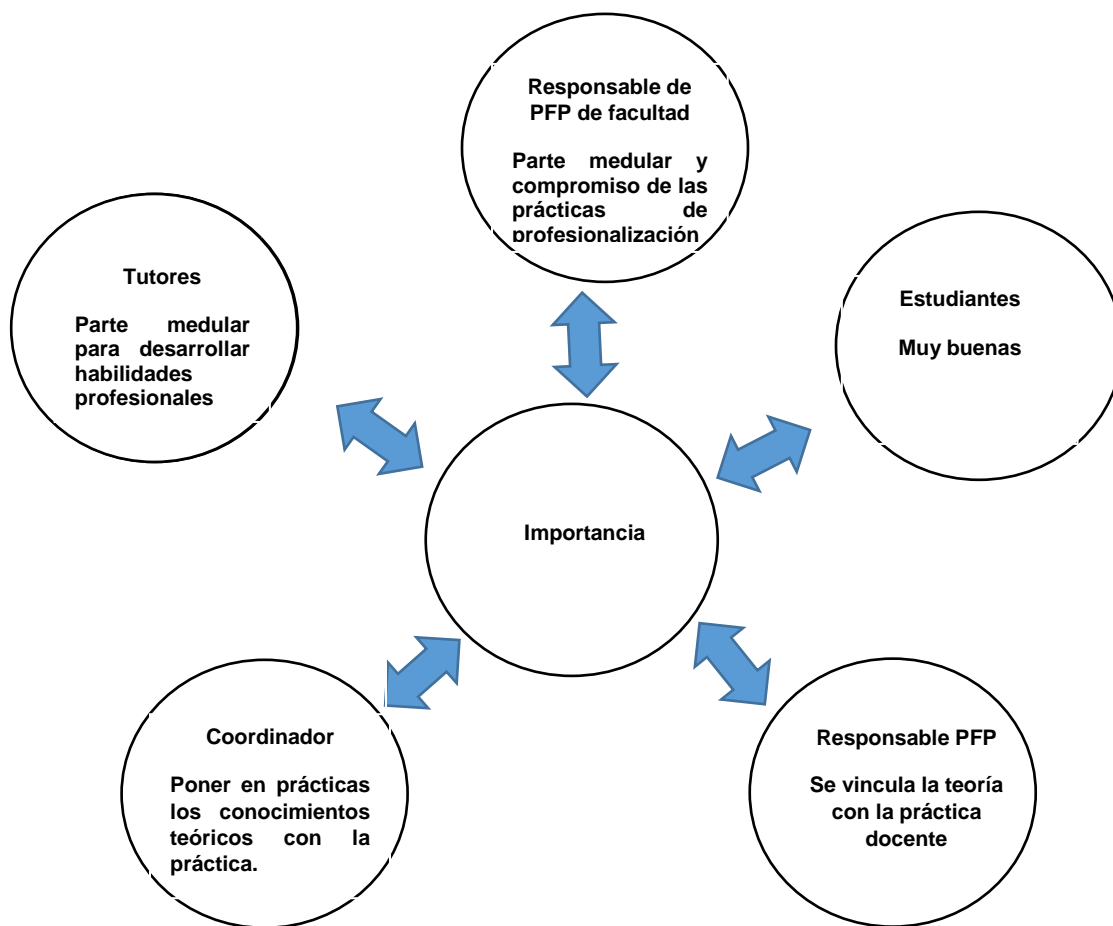 Responsable de
PFP de facultad
Parte medular y
compromiso de las
prácticas de
profesionalización
Tutores
Parte medular
para desarrollar
habilidades
profesionales
Estudiantes
Muy buenas
Importancia
Coordinador
Poner en prácticas
los conocimientos
teóricos con la
práctica.
Responsable PFP
Se vincula la teoría
con la práctica
docente